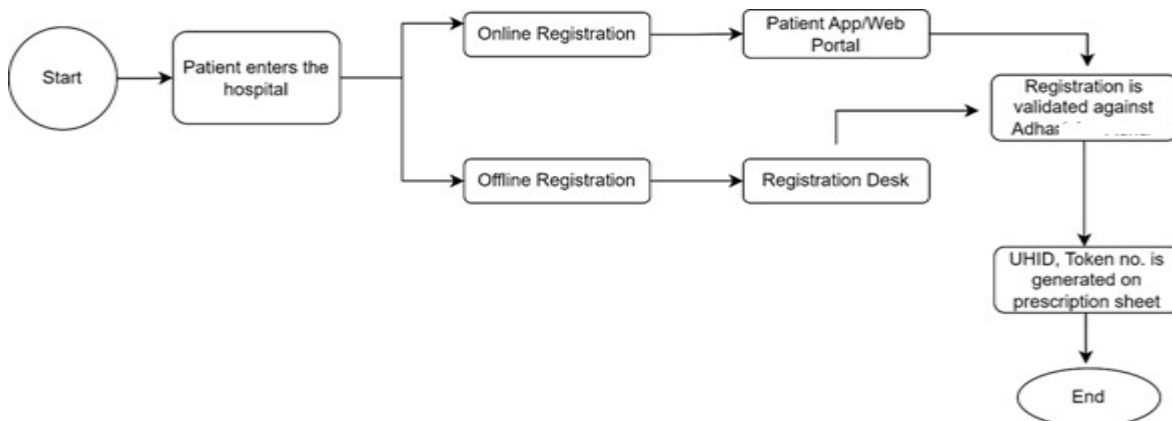 Start
Patient enters the
hospital
Online Registration
Patient App/Web
Portal
Offline Registration
Registration Desk
Registration is
validated against
UHID, Token no. is
generated on
prescription sheet
End